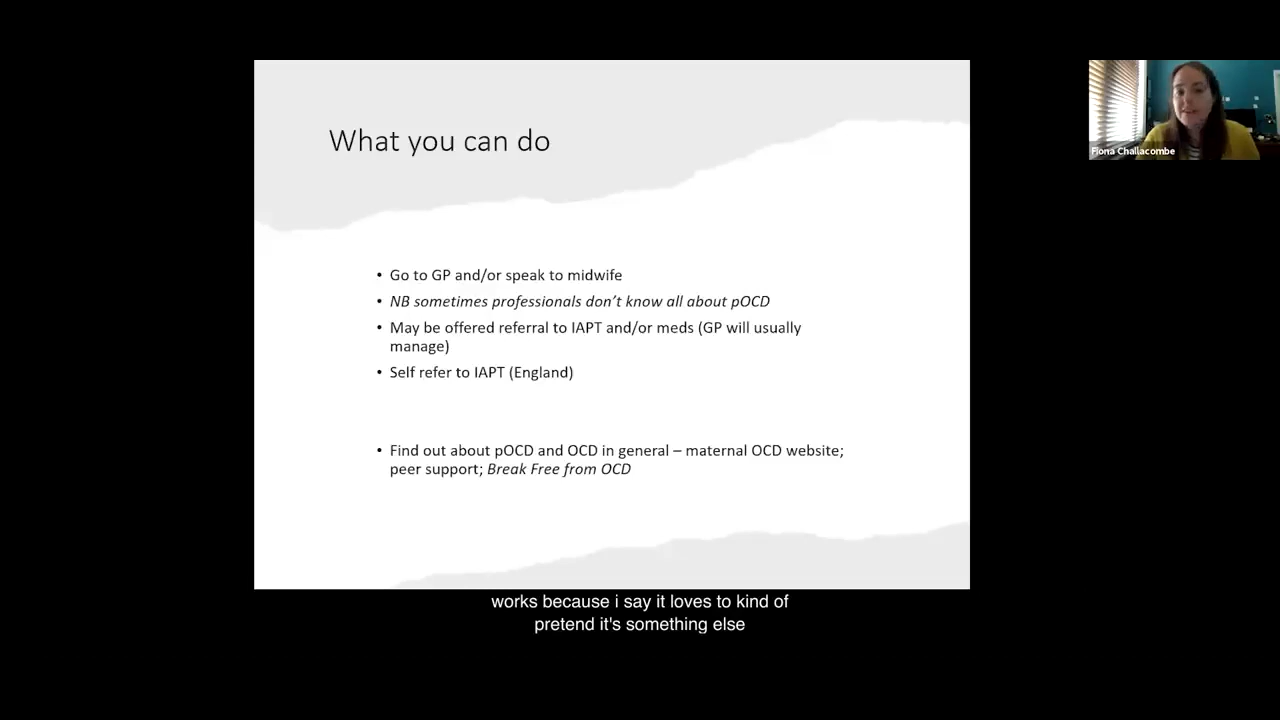 What you can do
• Go to GP and/or speak to midwife
• NB sometimes professionals don't know all about pOCD
• May be offered referral to IAPT and/or meds (GP will usually
manage)
• Self refer to IAPT (England)
• Find out about pOCD and OCD in general – maternal OCD website;
peer support; Break Free from OCD
Fiona Challacombe
works because i say it loves to kind of
pretend it's something else